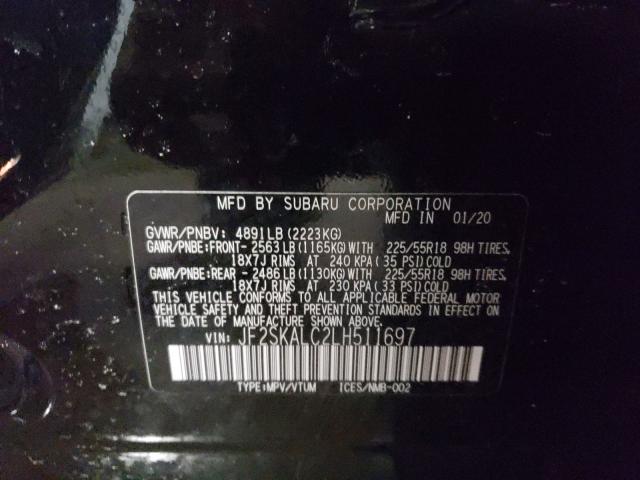 MFD BY SUBARU CORPORATION
MFD IN 01/20
GVWR/PNBV: 4891LB (2223KG)
GAWR/PNBE:FRONT- 2563LB(1165KG)WITH 225/55R18 98H TIRES,
18X7J RIMS AT 240 KPA(35 PSI)COLD
GAWR/PNBE:REAR - 2486LB(1130KG)WITH 225/55R18 98H TIRES,
18X7J RIMS AT 230 KPA(33 PSI)COLD
THIS VEHICLE CONFORMS TO ALL APPLICABLE FEDERAL MOTOR
VEHICLE SAFETY AND THEFT PREVENTION STANDARDS IN EFFECT
ON THE DATE OF MANUFACTURE SHOWN ABOVE.
VIN: JF2SKALC2LH511697
TYPE:MPV/VTUM ICES/NMB-002